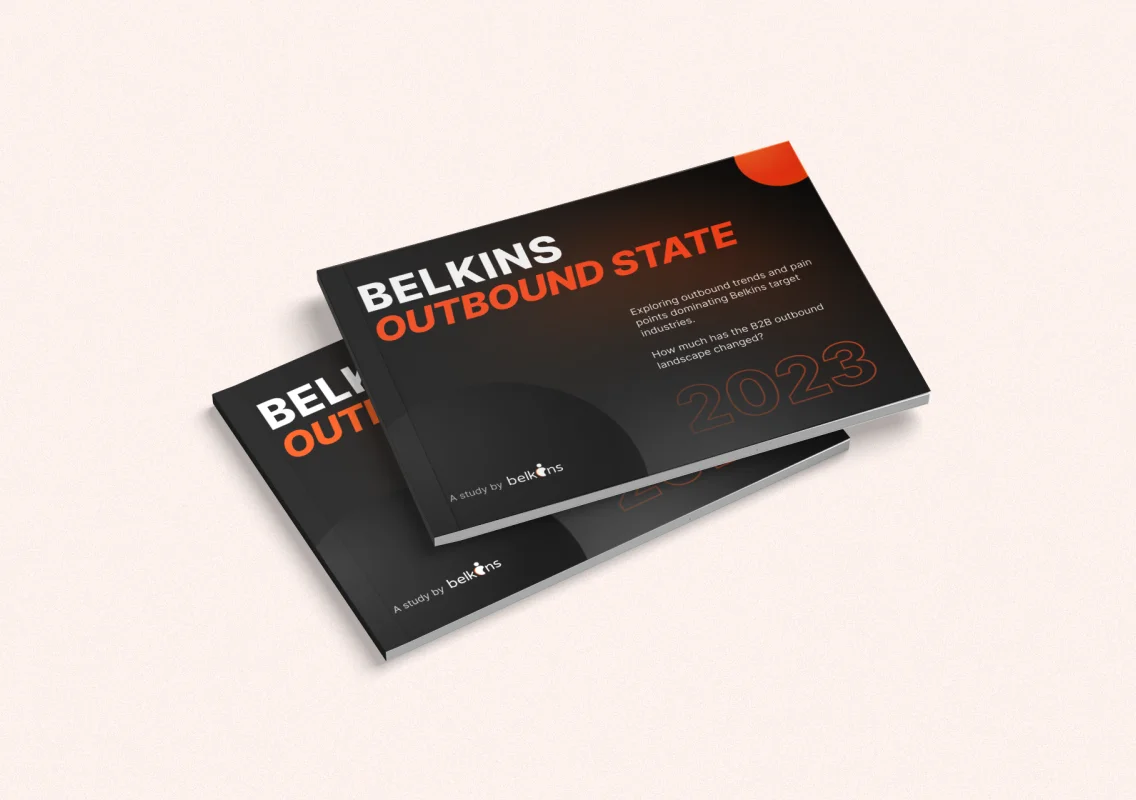 BELKINS
OUTBOUND STATE
Exploring outbound trends and pain
points dominating Belkins target
industries.
How much has the B2B outbound
landscape changed?
2023
A study by belkins
BELK
OUT
A study by belkins